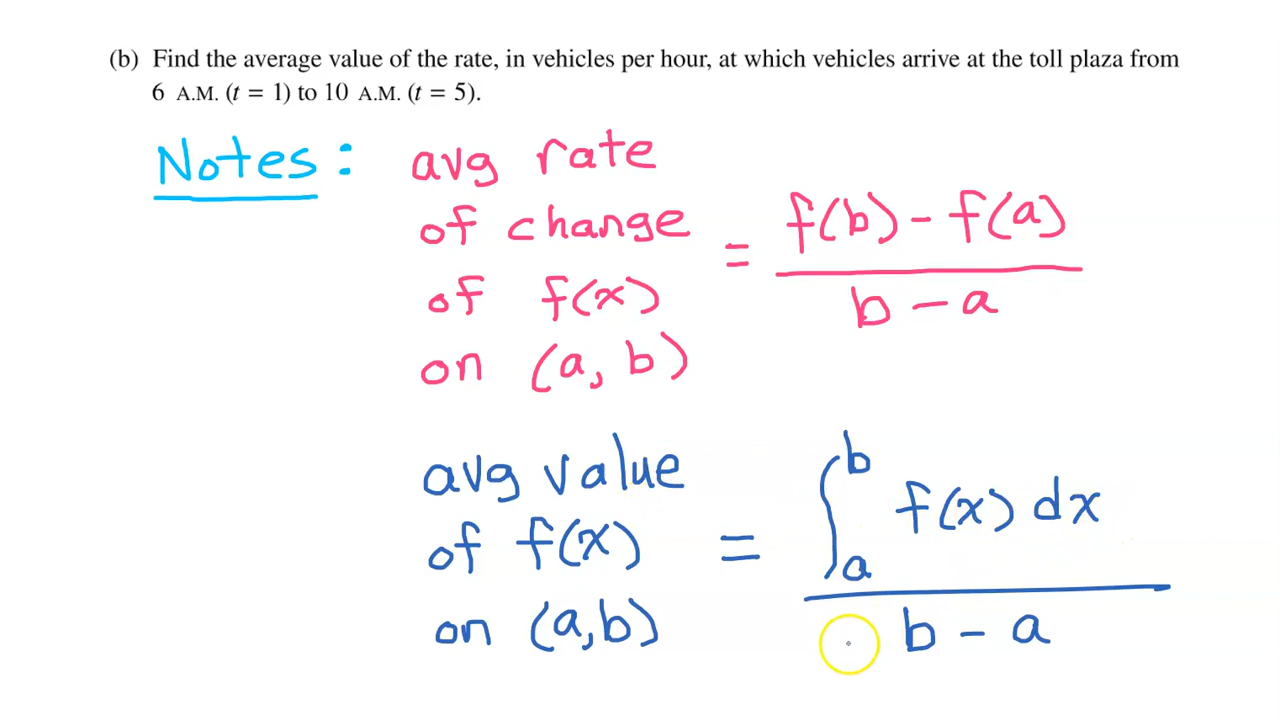 (b) Find the average value of the rate, in vehicles per hour, at which vehicles arrive at the toll plaza from
6 A.M. (t = 1) to 10 A.M. (t = 5).
Notes:
avg rate
of change
of f(x)
on (a, b)
= f(b) - f(a)
b - a
avg value
of f(x)
on (a,b)
= ∫_a^b f(x) dx
b - a